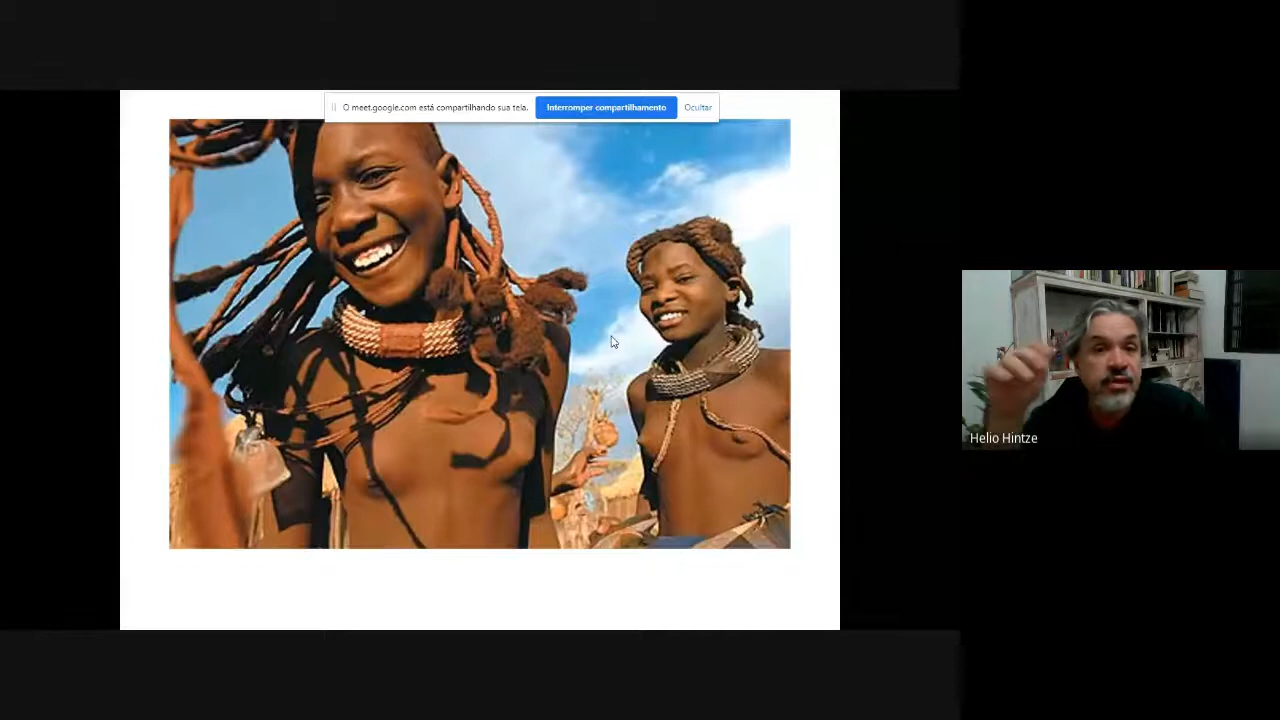 O meet.google.com está compartilhando sua tela.
Interromper compartilhamento
Ocultar
Helio Hintze